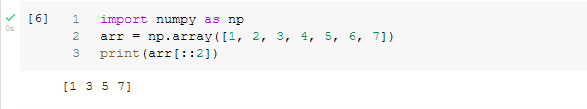 [6] 1 import numpy as np
2 arr = np.array([1, 2, 3, 4, 5, 6, 7])
0s 3 print(arr[::2])
[1 3 5 7]